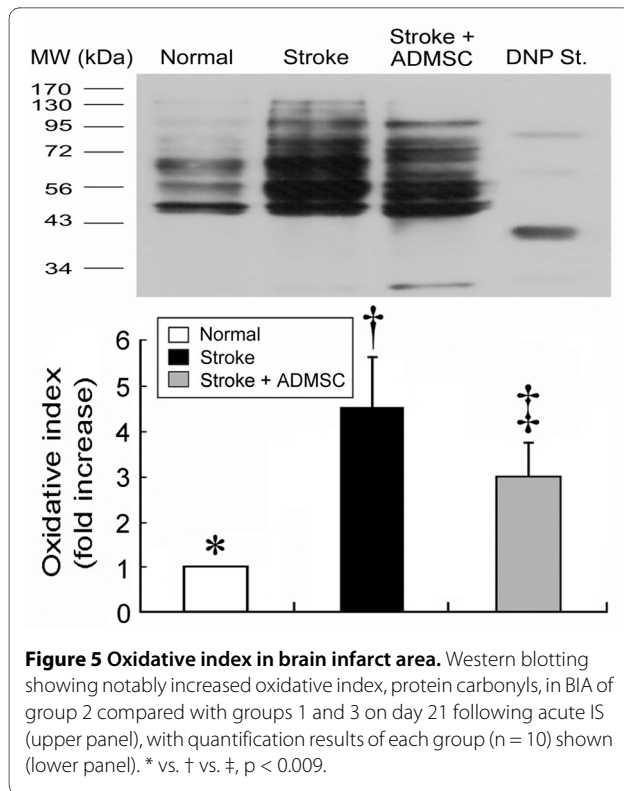 MW (kDa) Normal Stroke Stroke + ADMSC DNP St.
170
130
95
72
56
43
34
Oxidative index (fold increase)
6
5
4
3
2
1
0
Normal
Stroke
Stroke + ADMSC
*
†
‡
Figure 5 Oxidative index in brain infarct area. Western blotting
showing notably increased oxidative index, protein carbonyls, in BIA of
group 2 compared with groups 1 and 3 on day 21 following acute IS
(upper panel), with quantification results of each group (n = 10) shown
(lower panel). * vs. † vs. ‡, p < 0.009.